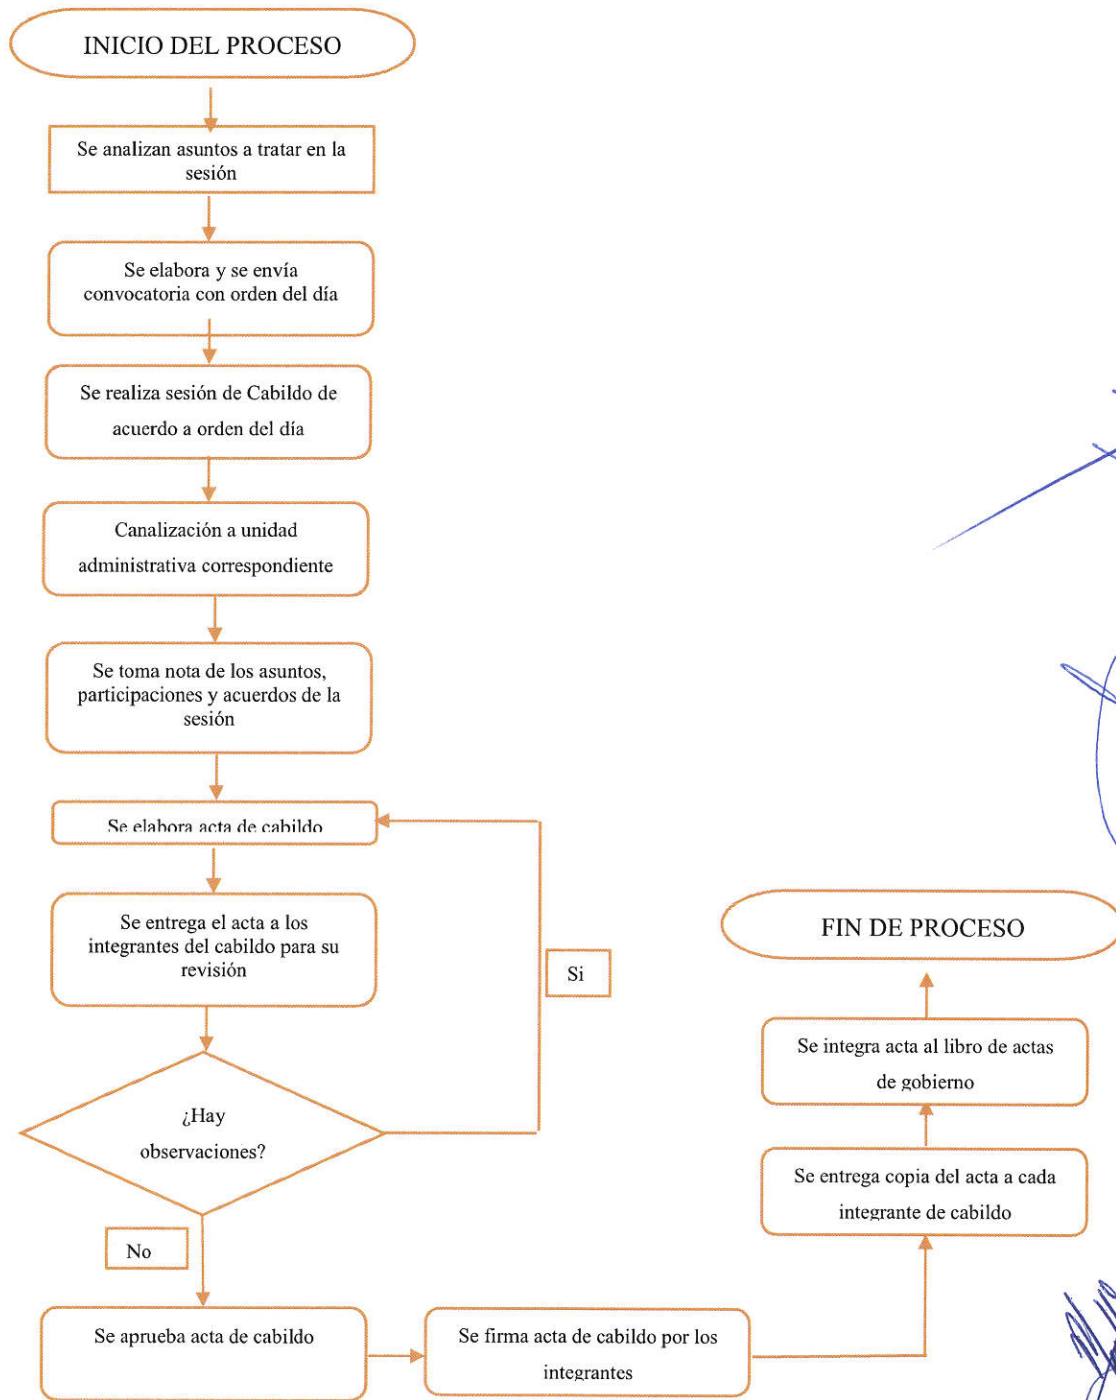 INICIO DEL PROCESO
Se analizan asuntos a tratar en la
sesión
Se elabora y se envía
convocatoria con orden del día
Se realiza sesión de Cabildo de
acuerdo a orden del día
Canalización a unidad
administrativa correspondiente
Se toma nota de los asuntos,
participaciones y acuerdos de la
sesión
Se elabora acta de cabildo
Se entrega el acta a los
integrantes del cabildo para su
revisión
¿Hay
observaciones?
Si
No
Se aprueba acta de cabildo
Se firma acta de cabildo por los
integrantes
Se entrega copia del acta a cada
integrante de cabildo
Se integra acta al libro de actas
de gobierno
FIN DE PROCESO